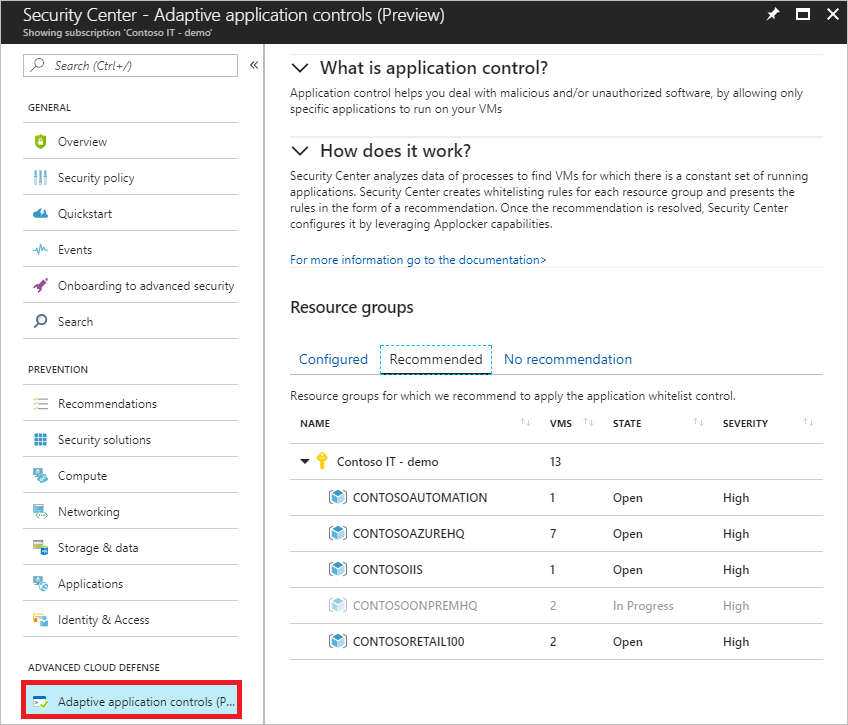 Security Center - Adaptive application controls (Preview)
Showing subscription 'Contoso IT - demo'
Search (Ctrl+/)
«
GENERAL
Overview
Security policy
Quickstart
Events
Onboarding to advanced security
Search
PREVENTION
Recommendations
Security solutions
Compute
Networking
Storage & data
Applications
Identity & Access
ADVANCED CLOUD DEFENSE
Adaptive application controls (P...
What is application control?
Application control helps you deal with malicious and/or unauthorized software, by allowing only
specific applications to run on your VMs
How does it work?
Security Center analyzes data of processes to find VMs for which there is a constant set of running
applications. Security Center creates whitelisting rules for each resource group and presents the
rules in the form of a recommendation. Once the recommendation is resolved, Security Center
configures it by leveraging Applocker capabilities.
For more information go to the documentation>
Resource groups
Configured Recommended No recommendation
Resource groups for which we recommend to apply the application whitelist control.
NAME VMS STATE SEVERITY
Contoso IT - demo 13
CONTOSOAUTOMATION 1 Open High
CONTOSOAZUREHQ 7 Open High
CONTOSOIIS 1 Open High
CONTOSOONPREMHQ 2 In Progress High
CONTOSORETAIL100 2 Open High